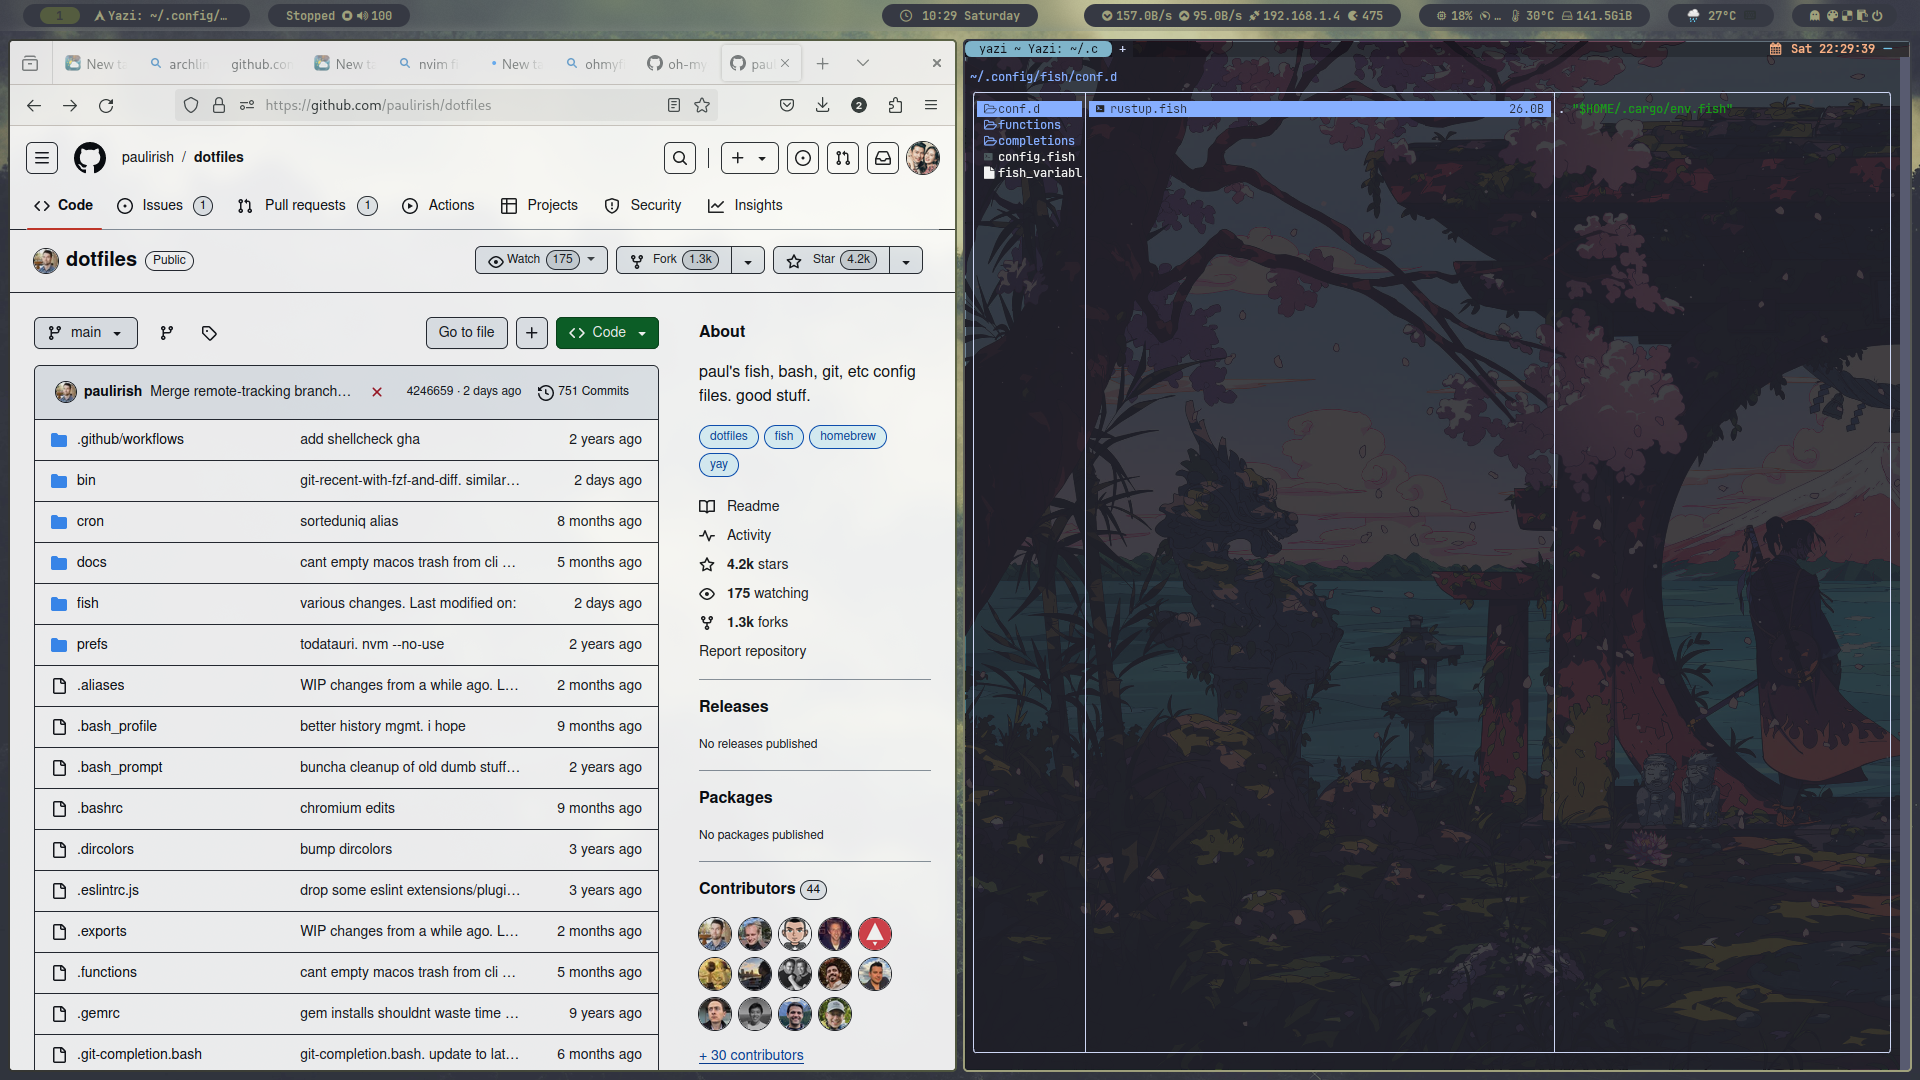 1 Yazi: ~/.config/…
Stopped 100
10:29 Saturday
157.0B/s 95.0B/s 192.168.1.4 475
18% … 30°C 141.5GiB
27°C
New ta
archlin
github.com
New ta
nvim fi
New ta
ohmyf
oh-my
paul
https://github.com/paulirish/dotfiles
2
paulirish / dotfiles
Code
Issues 1
Pull requests 1
Actions
Projects
Security
Insights
dotfiles Public
Watch 175
Fork 1.3k
Star 4.2k
main
Go to file
Code
paulirish Merge remote-tracking branch… 4246659 · 2 days ago 751 Commits
.github/workflows add shellcheck gha 2 years ago
bin git-recent-with-fzf-and-diff. similar… 2 days ago
cron sorteduniq alias 8 months ago
docs cant empty macos trash from cli … 5 months ago
fish various changes. Last modified on: 2 days ago
prefs todatauri. nvm --no-use 2 years ago
.aliases WIP changes from a while ago. L… 2 months ago
.bash_profile better history mgmt. i hope 9 months ago
.bash_prompt buncha cleanup of old dumb stuff… 2 years ago
.bashrc chromium edits 9 months ago
.dircolors bump dircolors 3 years ago
.eslintrc.js drop some eslint extensions/plugi… 3 years ago
.exports WIP changes from a while ago. L… 2 months ago
.functions cant empty macos trash from cli … 5 months ago
.gemrc gem installs shouldnt waste time … 9 years ago
.git-completion.bash git-completion.bash. update to lat… 6 months ago
About
paul's fish, bash, git, etc config
files. good stuff.
dotfiles fish homebrew
yay
Readme
Activity
4.2k stars
175 watching
1.3k forks
Report repository
Releases
No releases published
Packages
No packages published
Contributors 44
+ 30 contributors
yazi ~ Yazi: ~/.c +
Sat 22:29:39
~/.config/fish/conf.d
conf.d
functions
completions
config.fish
fish_variabl
rustup.fish 26.0B
. "$HOME/.cargo/env.fish"